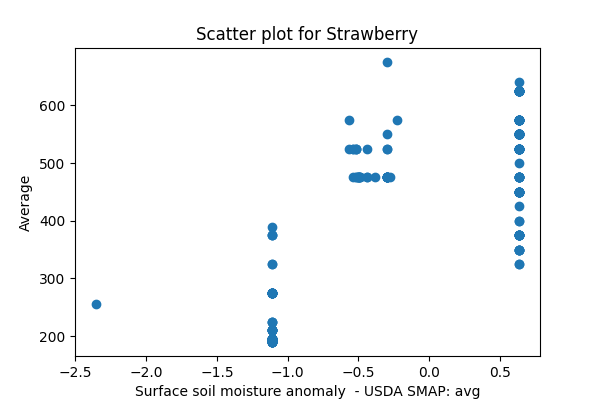 Scatter plot for Strawberry
Average
600
500
400
300
200
−2.5 −2.0 −1.5 −1.0 −0.5 0.0 0.5
Surface soil moisture anomaly  - USDA SMAP: avg